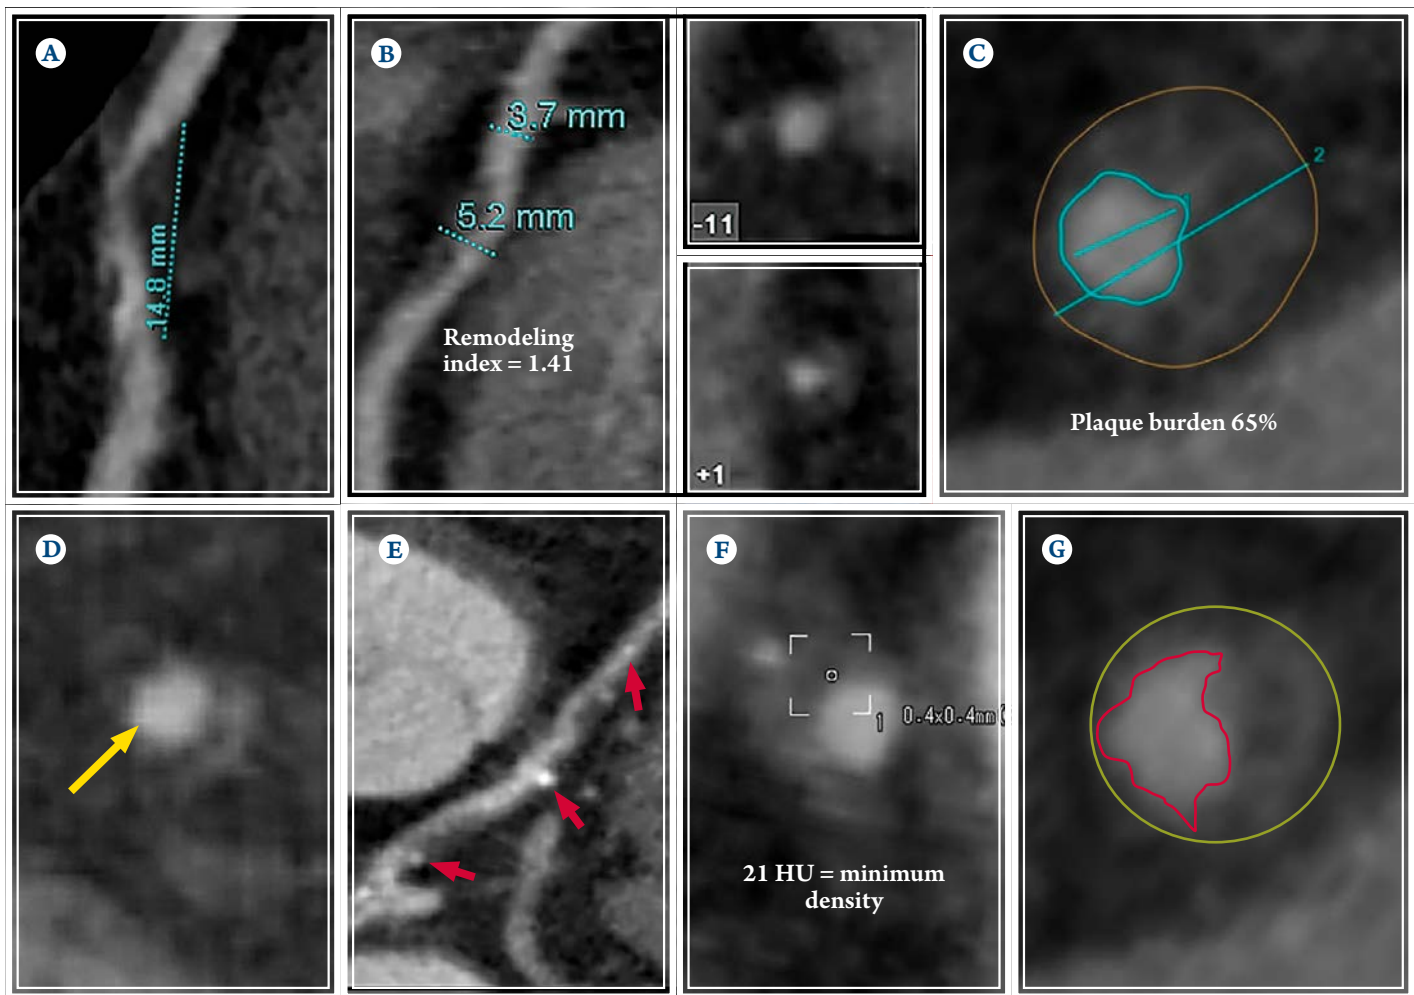 A
14.8 mm
B
3.7 mm
5.2 mm
Remodeling
index = 1.41
-11
+1
C
2
Plaque burden 65%
D
E
F
1 0.4x0.4mm(
21 HU = minimum
density
G